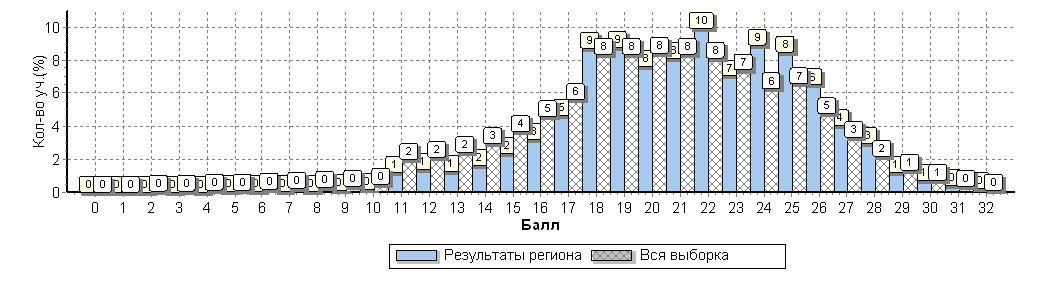 10
8
6
4
2
0
Кол-во уч.(%)
0 0 0 0 0 0 0 0 0 0 0 0 0 0 0 0 0 0 0 0 0 0 1 2 1 2 1 2 2 3 2 4 3 5 5 6 9 8 9 8 8 8 8 8 10 8 7 7 9 6 8 7 6 5 4 3 3 2 1 1 1 1 0 0 0 0
0 1 2 3 4 5 6 7 8 9 10 11 12 13 14 15 16 17 18 19 20 21 22 23 24 25 26 27 28 29 30 31 32
Балл
Результаты региона Вся выборка